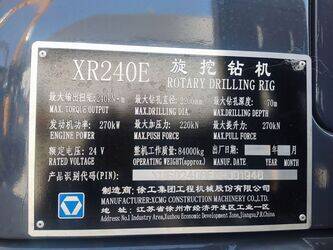 XR240E 旋挖钻机
ROTARY DRILLING RIG
最大输出扭矩: 240kN·m 最大钻孔直径: 2200mm 最大钻孔深度: 70m
MAX.TORQUE OUTPUT MAX.DRILLING DIA. MAX.DRILLING DEPTH
发动机功率: 270kW 最大加压力: 220kN 最大提升力: 270kN
ENGINE POWER MAX.PUSH FORCE MAX.PULL FORCE
额定电压: 24 V 整机工作质量: 84000kg 出厂日期: 年 月
RATED VOLTAGE OPERATING WEIGHT(approx.) MFG.DATE YEAR MONTH
产品识别代码(PIN):
制造商: 徐工集团工程机械股份有限公司
MANUFACTURER:XCMG CONSTRUCTION MACHINERY CO.,LTD.
地 址: 江苏省徐州市经济开发区工业一区
Address:No.1 Industry Area,Xuzhou Economic Development Zone,Jiangsu,P.R.China